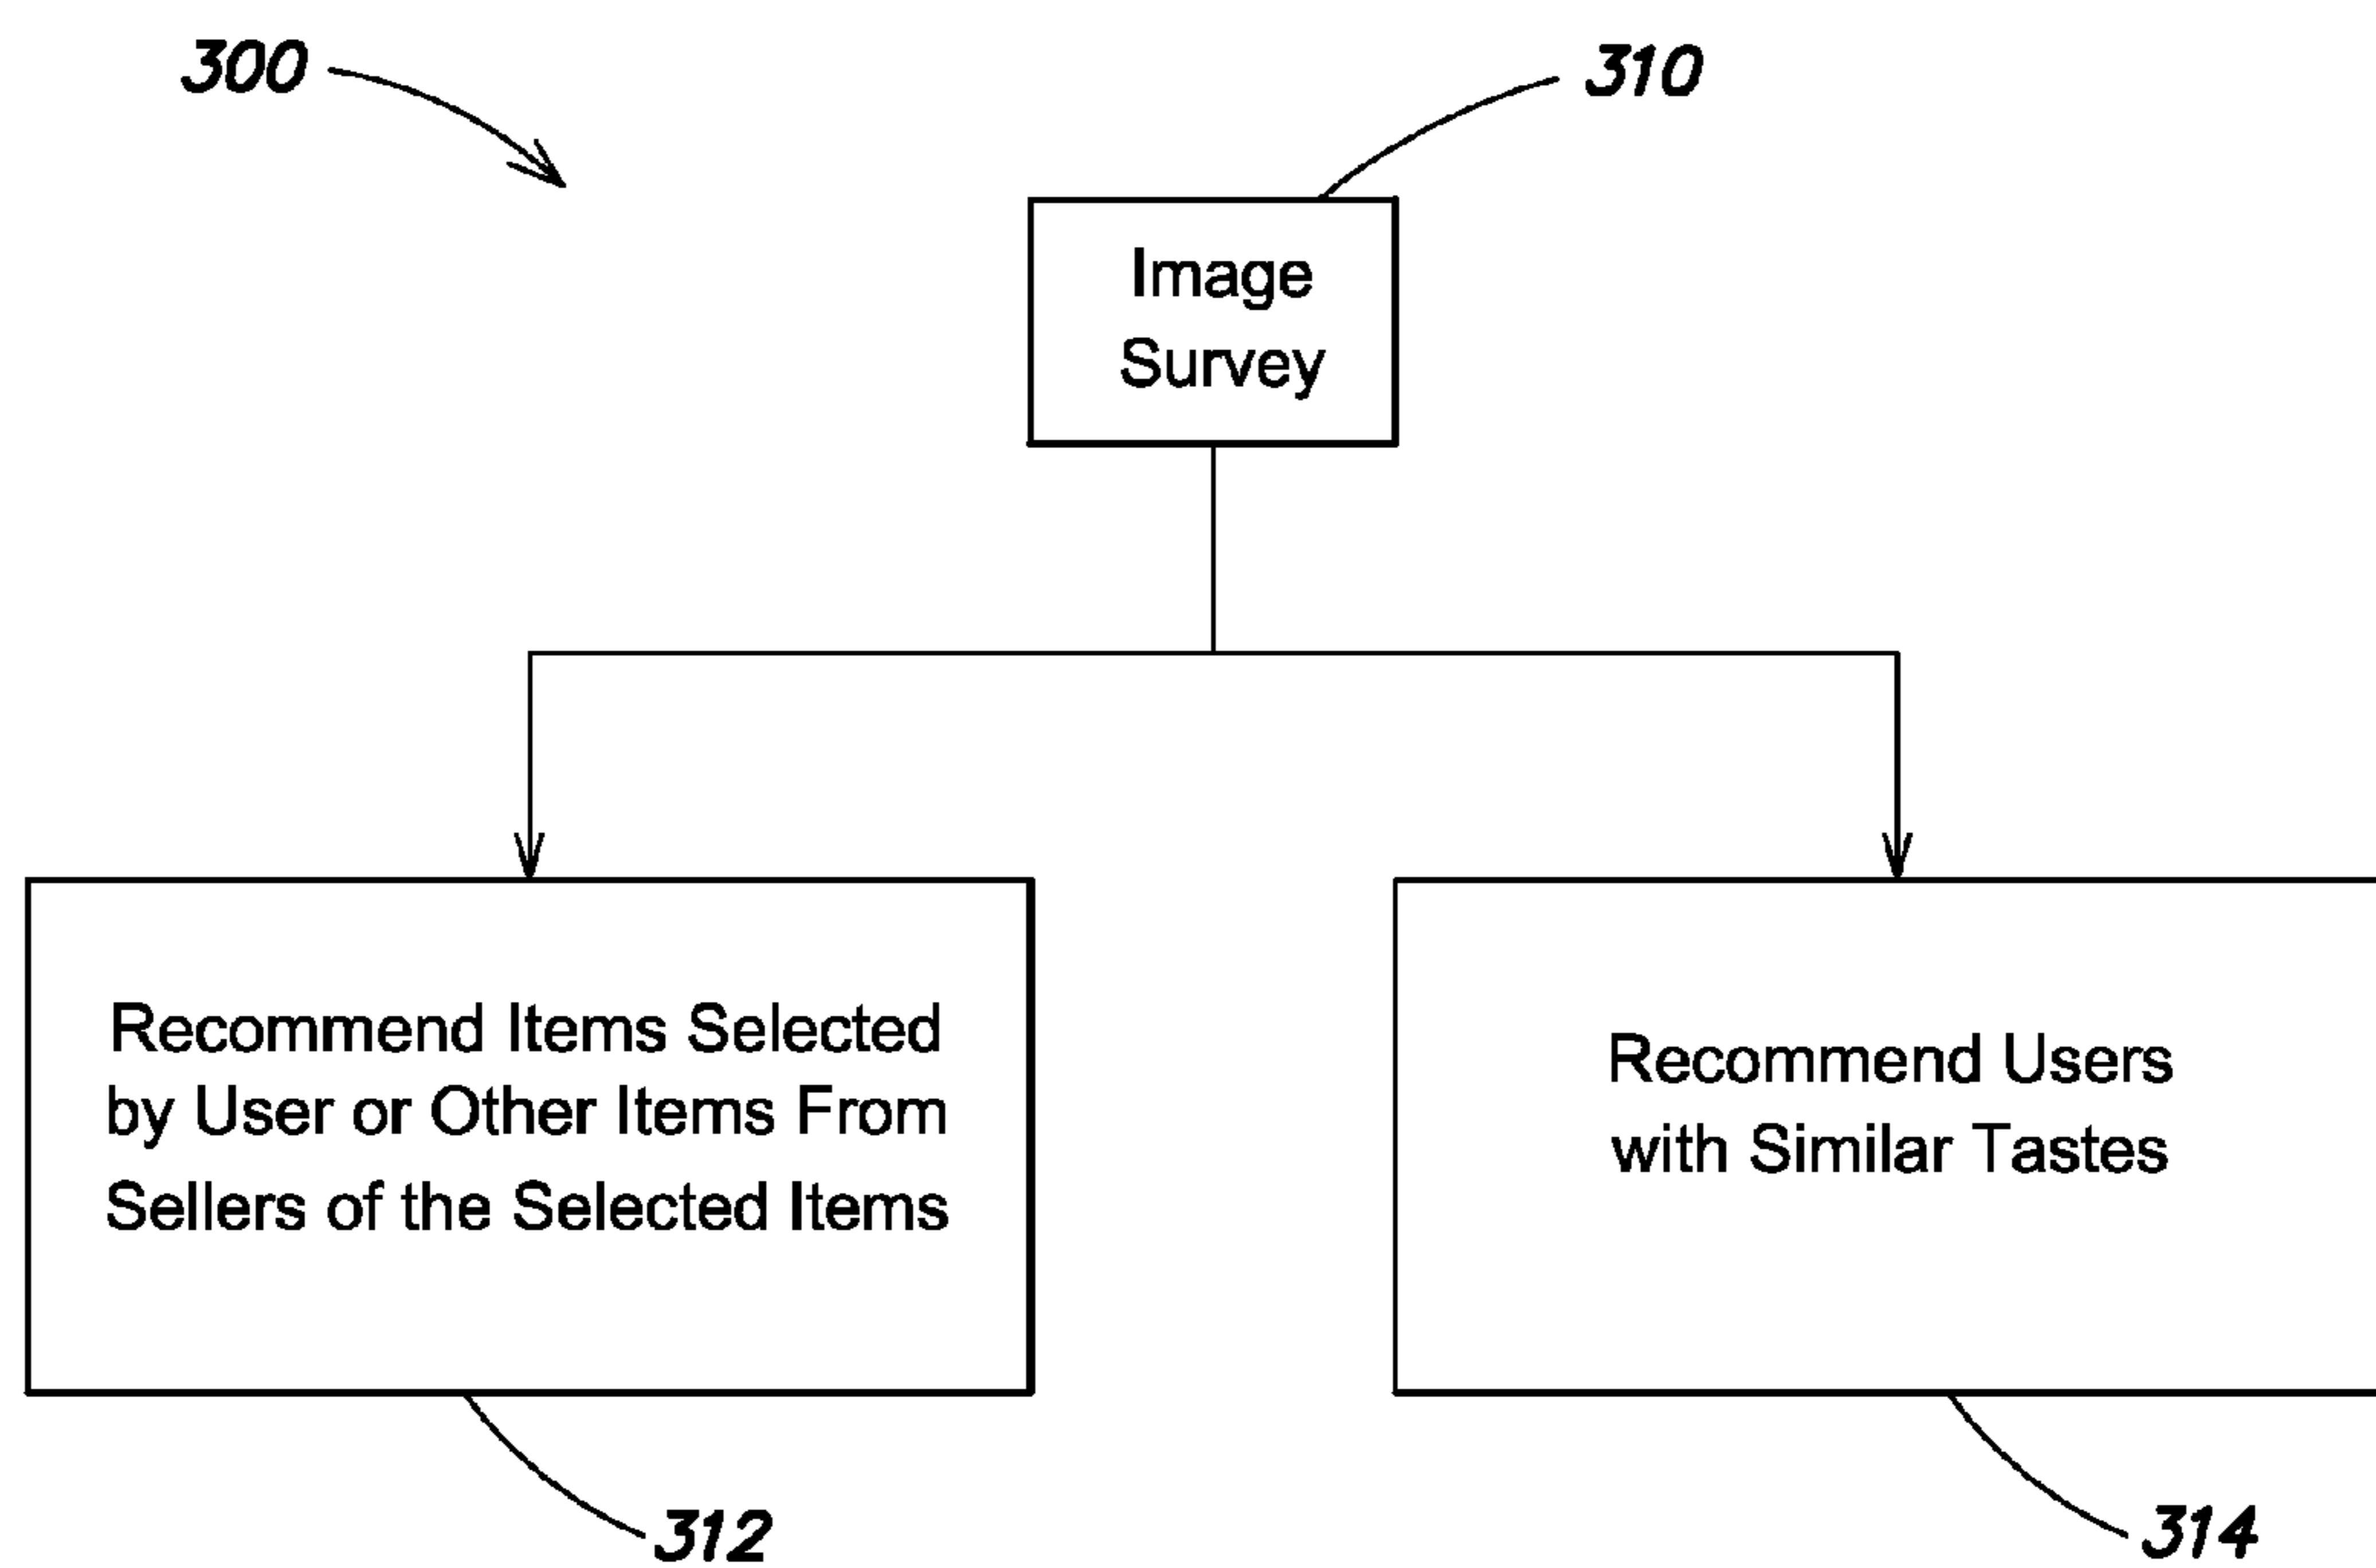 300
310
Image
Survey
Recommend Items Selected
by User or Other Items From
Sellers of the Selected Items
Recommend Users
with Similar Tastes
312
314